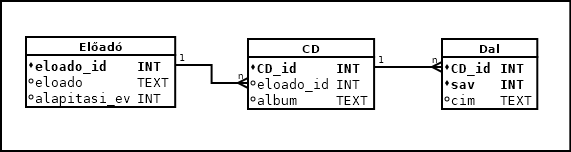 Előadó
eloado_id INT
eloado TEXT
alapitasi_ev INT
1
n
CD
CD_id INT
eloado_id INT
album TEXT
1
n
Dal
CD_id INT
sav INT
cim TEXT